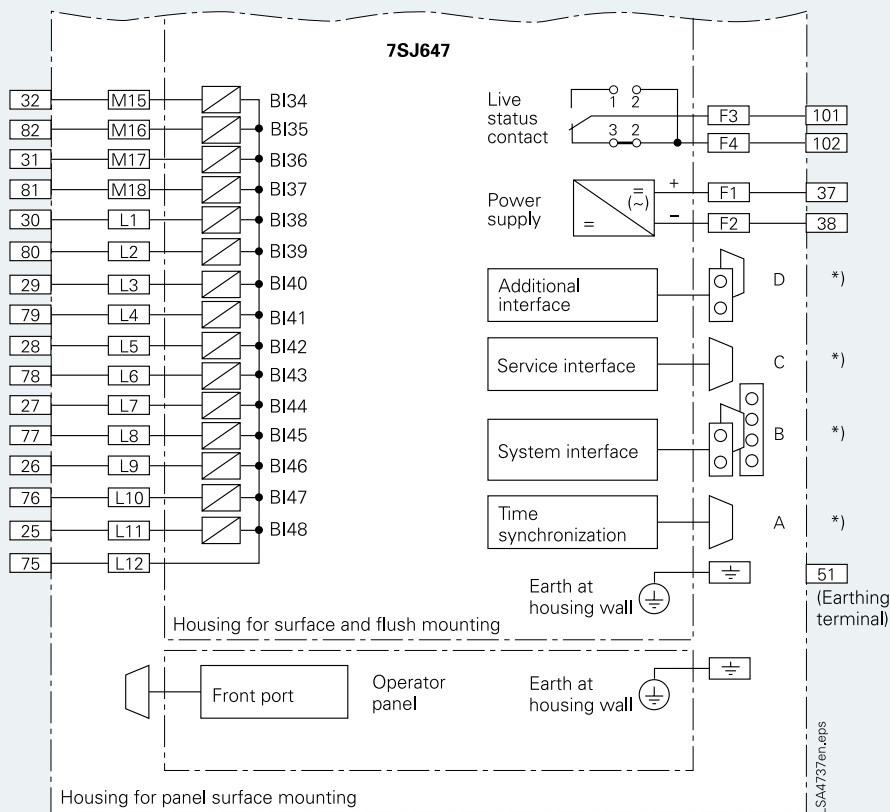 7SJ647
32 M15 BI34
82 M16 BI35
31 M17 BI36
81 M18 BI37
30 L1 BI38
80 L2 BI39
29 L3 BI40
79 L4 BI41
28 L5 BI42
78 L6 BI43
27 L7 BI44
77 L8 BI45
26 L9 BI46
76 L10 BI47
25 L11 BI48
75 L12
Live
status
contact
1 2
3 2
F3 101
F4 102
Power
supply
=
(~)
=
+ F1 37
– F2 38
Additional
interface
D *)
Service interface
C *)
System interface
B *)
Time
synchronization
A *)
Earth at
housing wall
51
(Earthing
terminal)
Housing for surface and flush mounting
Front port
Operator
panel
Earth at
housing wall
Housing for panel surface mounting
LSA4737en.eps